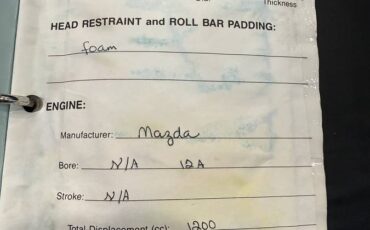 Thickness
HEAD RESTRAINT and ROLL BAR PADDING:
foam
ENGINE:
Manufacturer: Mazda
Bore: N/A 12A
Stroke: N/A
Total Displacement (cc): 1200